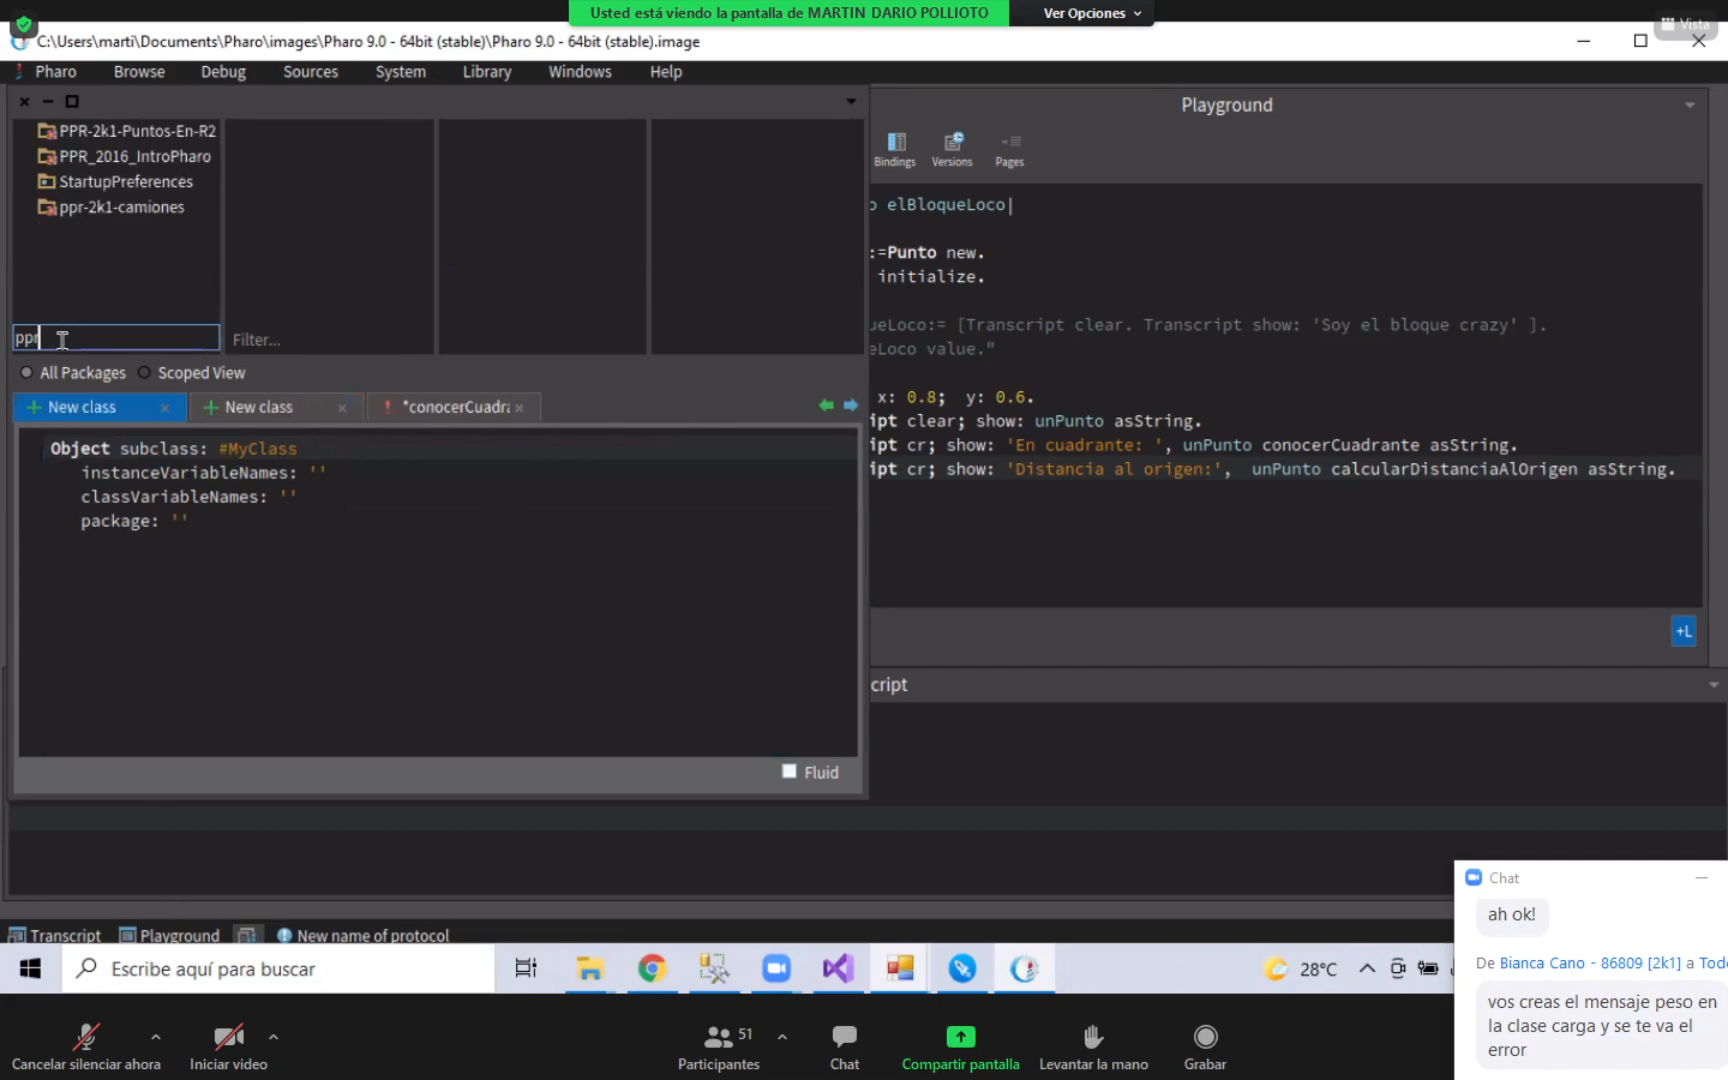 Usted está viendo la pantalla de MARTIN DARIO POLLIOTO
Ver Opciones
Vista
C:\Users\marti\Documents\Pharo\images\Pharo 9.0 - 64bit (stable)\Pharo 9.0 - 64bit (stable).image
Pharo Browse Debug Sources System Library Windows Help
PPR-2k1-Puntos-En-R2
PPR_2016_IntroPharo
StartupPreferences
ppr-2k1-camiones
ppr
Filter...
All Packages Scoped View
New class
New class
*conocerCuadra
Object subclass: #MyClass
instanceVariableNames: ''
classVariableNames: ''
package: ''
Fluid
Playground
Bindings Versions Pages
o elBloqueLoco|
:=Punto new.
initialize.
ueLoco:= [Transcript clear. Transcript show: 'Soy el bloque crazy' ].
eLoco value."
x: 0.8; y: 0.6.
ipt clear; show: unPunto asString.
ipt cr; show: 'En cuadrante: ', unPunto conocerCuadrante asString.
ipt cr; show: 'Distancia al origen:', unPunto calcularDistanciaAlOrigen asString.
+L
cript
Transcript Playground New name of protocol
Escribe aquí para buscar
28°C
Chat
ah ok!
De Bianca Cano - 86809 [2k1] a Todo
vos creas el mensaje peso en
la clase carga y se te va el
error
Cancelar silenciar ahora
Iniciar video
51
Participantes
Chat
Compartir pantalla
Levantar la mano
Grabar